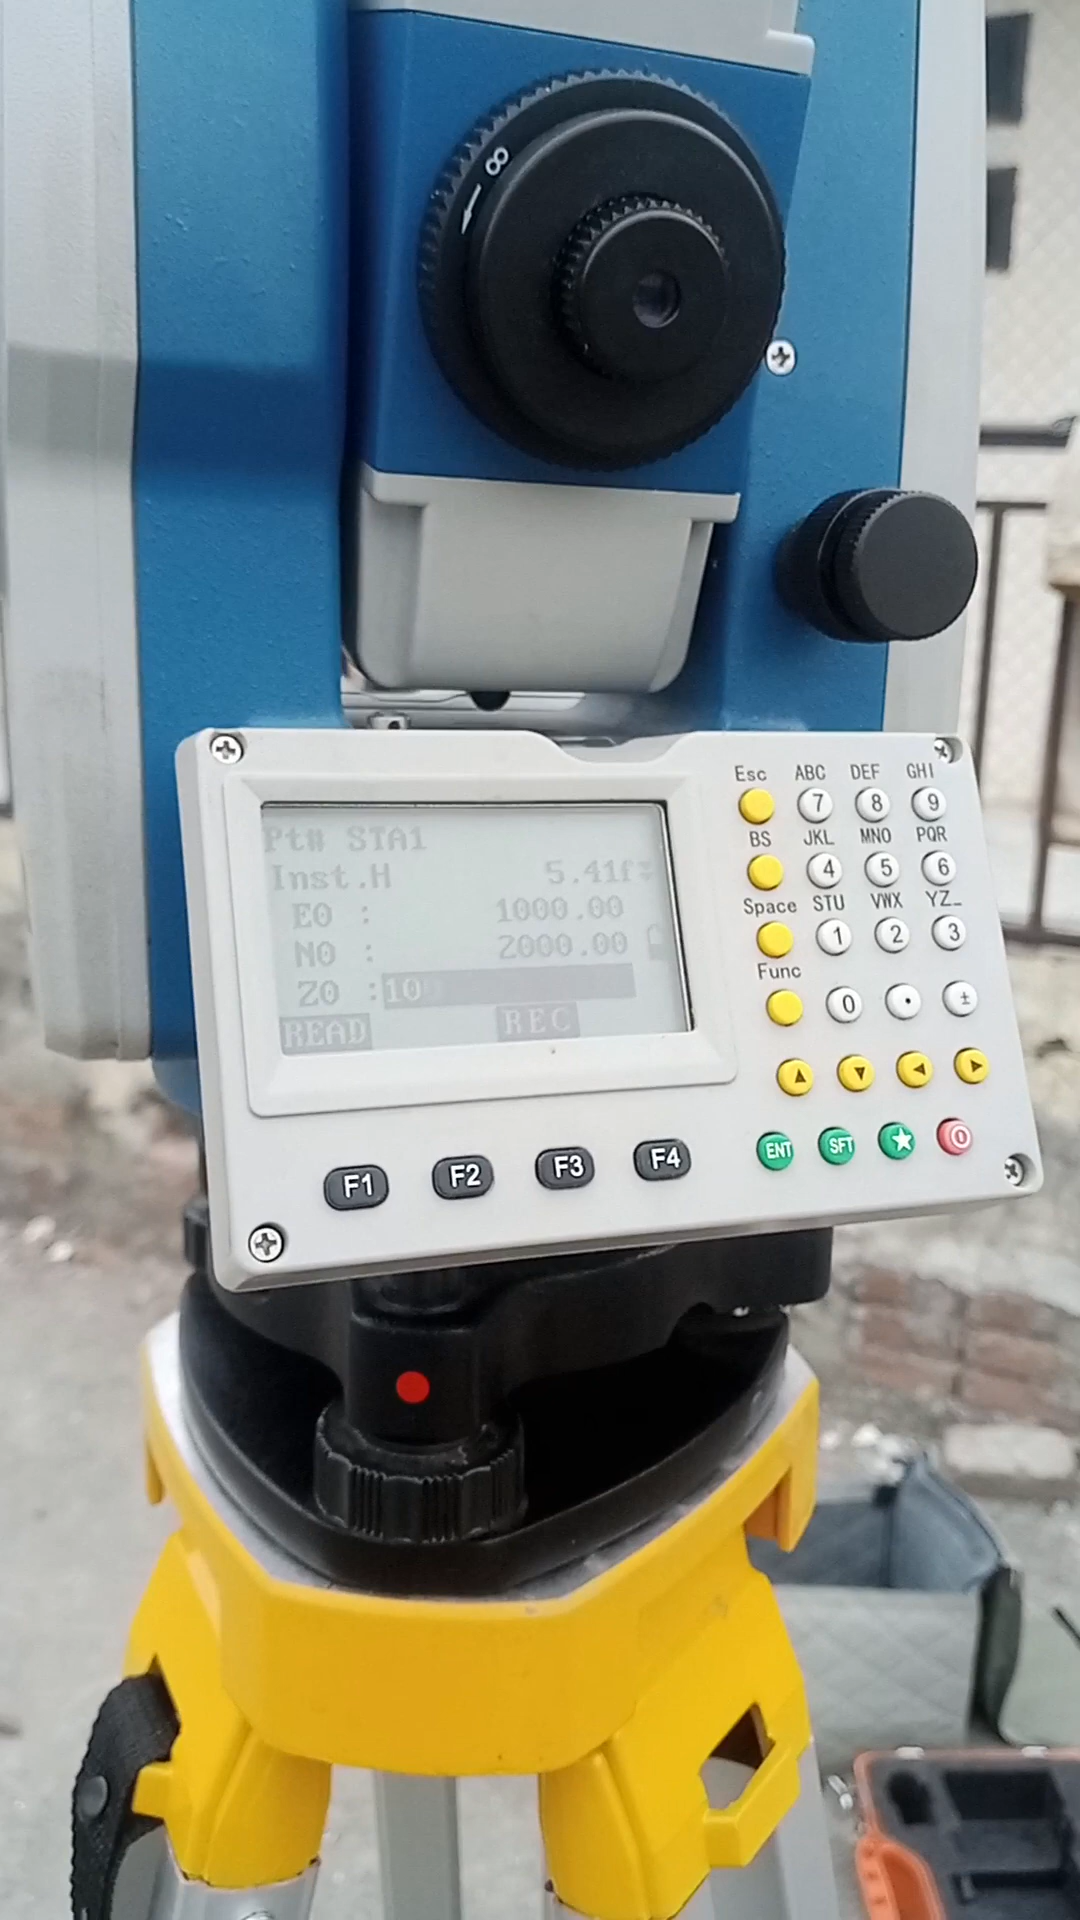 ∞
Pt# STA1
Inst.H 5.41f
E0 : 1000.00
N0 : 2000.00
Z0 :10
READ REC
Esc ABC DEF GHI
7 8 9
BS JKL MNO PQR
4 5 6
Space STU VWX YZ_
1 2 3
Func
0 • ±
▲ ▼ ◀ ▶
F1 F2 F3 F4 ENT SFT ★